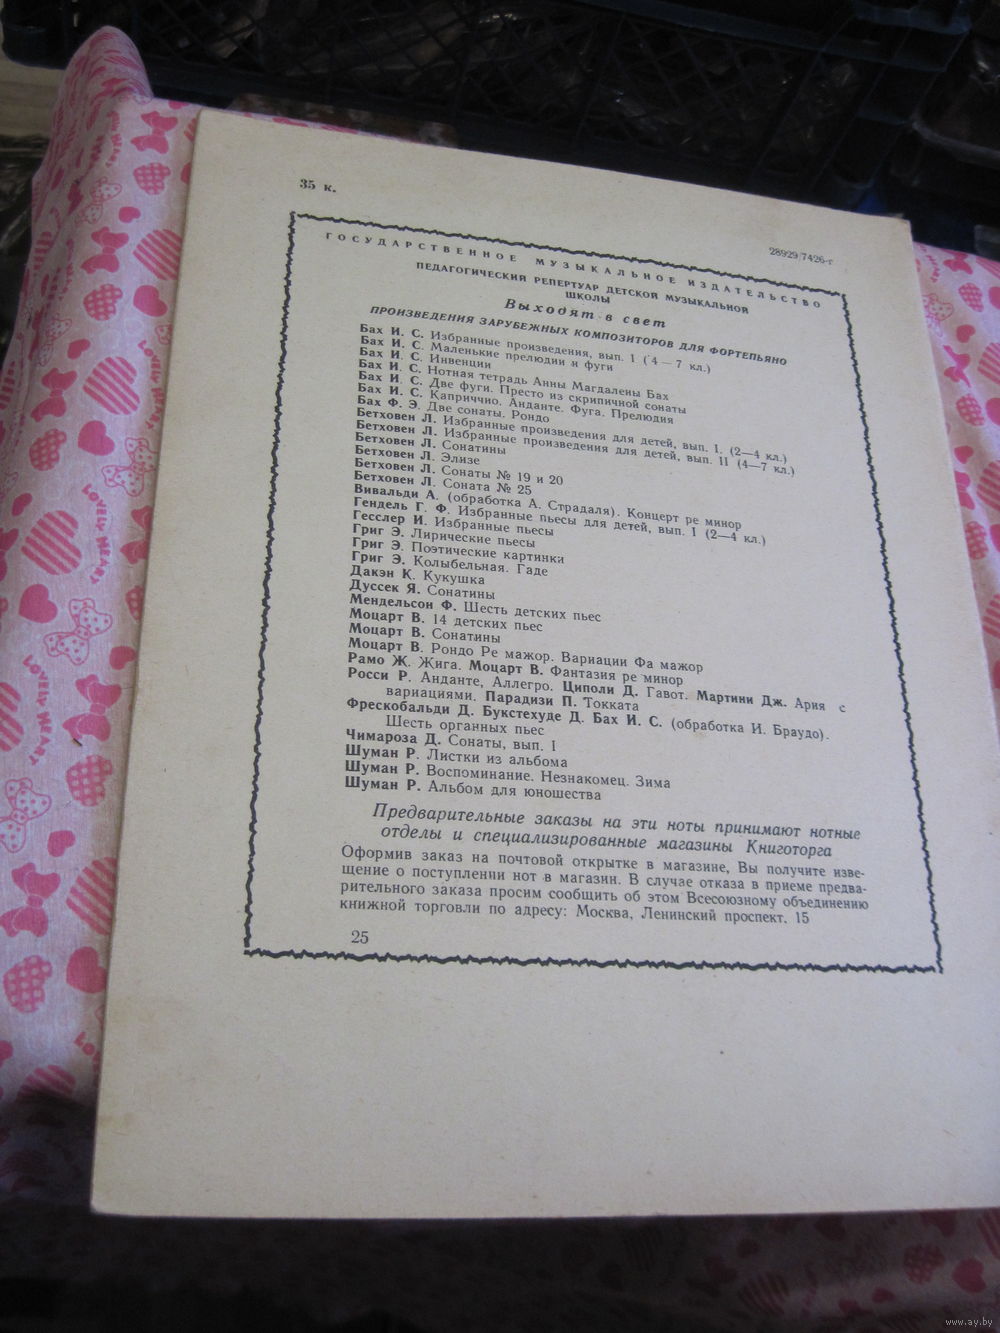 35 к.
28929/7426-г
ГОСУДАРСТВЕННОЕ МУЗЫКАЛЬНОЕ ИЗДАТЕЛЬСТВО
ПЕДАГОГИЧЕСКИЙ РЕПЕРТУАР ДЕТСКОЙ МУЗЫКАЛЬНОЙ
ШКОЛЫ
Выходят в свет
ПРОИЗВЕДЕНИЯ ЗАРУБЕЖНЫХ КОМПОЗИТОРОВ ДЛЯ ФОРТЕПЬЯНО
Бах И. С. Избранные произведения, вып. 1 (4 — 7 кл.)
Бах И. С. Маленькие прелюдии и фуги
Бах И. С. Инвенции
Бах И. С. Нотная тетрадь Анны Магдалены Бах
Бах И. С. Две фуги. Престо из скрипичной сонаты
Бах И. С. Каприччио. Анданте. Фуга. Прелюдия
Бах Ф. Э. Две сонаты. Рондо
Бетховен Л. Избранные произведения для детей, вып. I. (2—4 кл.)
Бетховен Л. Избранные произведения для детей, вып. II (4—7 кл.)
Бетховен Л. Сонатины
Бетховен Л. Элизе
Бетховен Л. Сонаты № 19 и 20
Бетховен Л. Соната № 25
Вивальди А. (обработка А. Страдаля). Концерт ре минор
Гендель Г. Ф. Избранные пьесы для детей, вып. 1 (2—4 кл.)
Гесслер И. Избранные пьесы
Григ Э. Лирические пьесы
Григ Э. Поэтические картинки
Григ Э. Колыбельная. Гаде
Дакэн К. Кукушка
Дуссек Я. Сонатины
Мендельсон Ф. Шесть детских пьес
Моцарт В. 14 детских пьес
Моцарт В. Сонатины
Моцарт В. Рондо Ре мажор. Вариации Фа мажор
Рамо Ж. Жига. Моцарт В. Фантазия ре минор
Росси Р. Анданте, Аллегро. Циполи Д. Гавот. Мартини Дж. Ария с
вариациями. Парадизи П. Токката
Фрескобальди Д. Букстехуде Д. Бах И. С. (обработка И. Браудо).
Шесть органных пьес
Чимароза Д. Сонаты, вып. I
Шуман Р. Листки из альбома
Шуман Р. Воспоминание. Незнакомец. Зима
Шуман Р. Альбом для юношества
Предварительные заказы на эти ноты принимают нотные
отделы и специализированные магазины Книготорга
Оформив заказ на почтовой открытке в магазине, Вы получите изве-
щение о поступлении нот в магазин. В случае отказа в приеме предва-
рительного заказа просим сообщить об этом Всесоюзному объединению
книжной торговли по адресу: Москва, Ленинский проспект, 15
25
LOVELY HEART
LOVELY HEART
LOVELY HEART
www.ay.by